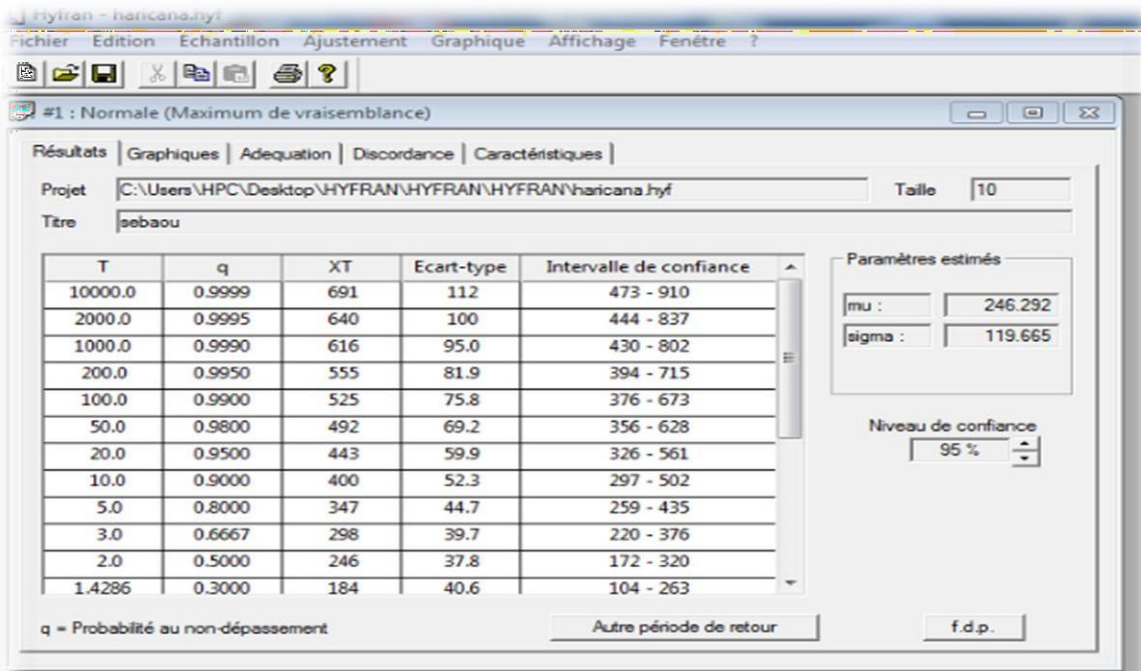 Hyfran - haricana.hyf
Fichier Edition Echantillon Ajustement Graphique Affichage Fenêtre ?
#1 : Normale (Maximum de vraisemblance)
Résultats Graphiques Adequation Discordance Caractéristiques
Projet C:\Users\HPC\Desktop\HYFRAN\HYFRAN\HYFRAN\haricana.hyf Taille 10
Titre sebaou
T q XT Ecart-type Intervalle de confiance
10000.0 0.9999 691 112 473 - 910
2000.0 0.9995 640 100 444 - 837
1000.0 0.9990 616 95.0 430 - 802
200.0 0.9950 555 81.9 394 - 715
100.0 0.9900 525 75.8 376 - 673
50.0 0.9800 492 69.2 356 - 628
20.0 0.9500 443 59.9 326 - 561
10.0 0.9000 400 52.3 297 - 502
5.0 0.8000 347 44.7 259 - 435
3.0 0.6667 298 39.7 220 - 376
2.0 0.5000 246 37.8 172 - 320
1.4286 0.3000 184 40.6 104 - 263
Paramètres estimés
mu : 246.292
sigma : 119.665
Niveau de confiance
95 %
q = Probabilité au non-dépassement
Autre période de retour
f.d.p.